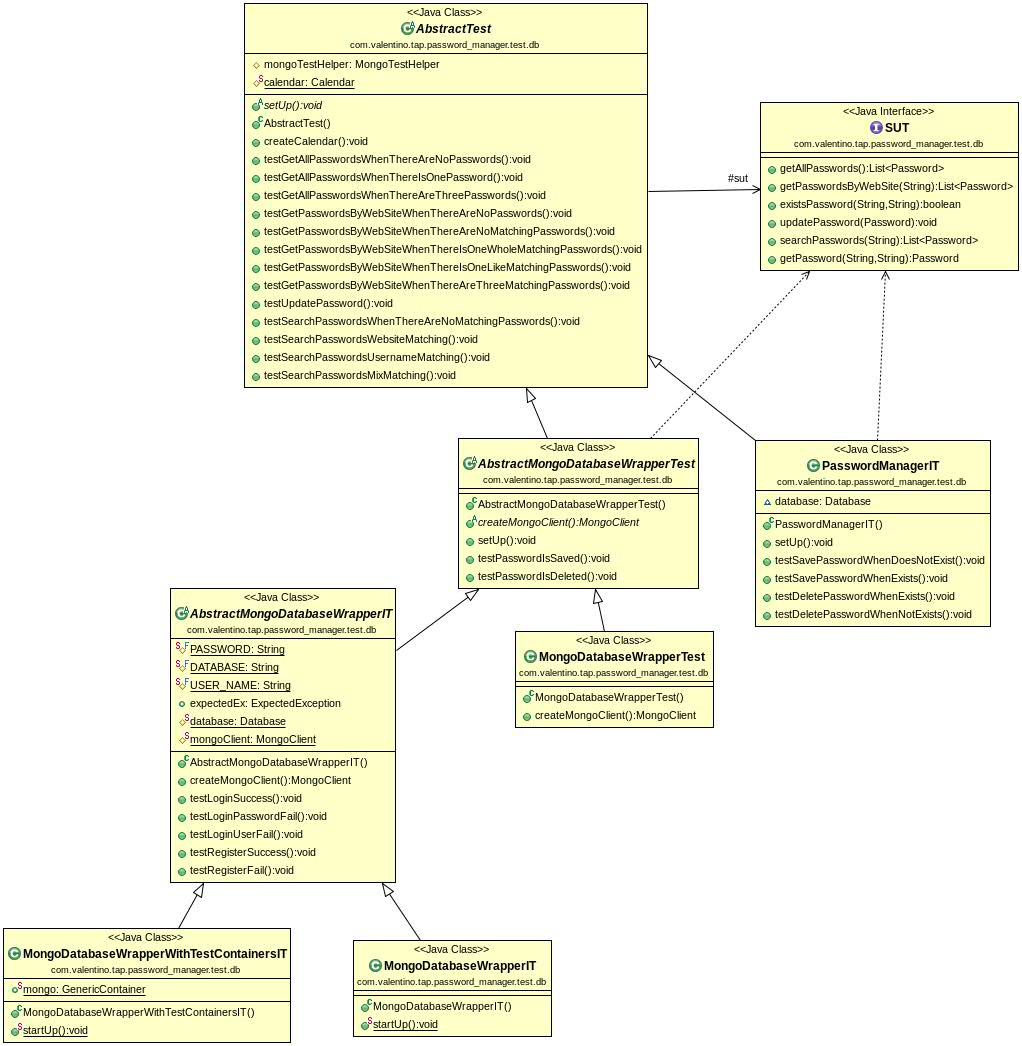 <<Java Class>>
AbstractTest
com.valentino.tap.password_manager.test.db
mongoTestHelper: MongoTestHelper
calendar: Calendar
setUp():void
AbstractTest()
createCalendar():void
testGetAllPasswordsWhenThereAreNoPasswords():void
testGetAllPasswordsWhenThereIsOnePassword():void
testGetAllPasswordsWhenThereAreThreePasswords():void
testGetPasswordsByWebSiteWhenThereAreNoPasswords():void
testGetPasswordsByWebSiteWhenThereAreNoMatchingPasswords():void
testGetPasswordsByWebSiteWhenThereIsOneWholeMatchingPasswords():void
testGetPasswordsByWebSiteWhenThereIsOneLikeMatchingPasswords():void
testGetPasswordsByWebSiteWhenThereAreThreeMatchingPasswords():void
testUpdatePassword():void
testSearchPasswordsWhenThereAreNoMatchingPasswords():void
testSearchPasswordsWebsiteMatching():void
testSearchPasswordsUsernameMatching():void
testSearchPasswordsMixMatching():void
#sut
<<Java Interface>>
SUT
com.valentino.tap.password_manager.test.db
getAllPasswords():List<Password>
getPasswordsByWebSite(String):List<Password>
existsPassword(String,String):boolean
updatePassword(Password):void
searchPasswords(String):List<Password>
getPassword(String,String):Password
<<Java Class>>
AbstractMongoDatabaseWrapperTest
com.valentino.tap.password_manager.test.db
AbstractMongoDatabaseWrapperTest()
createMongoClient():MongoClient
setUp():void
testPasswordIsSaved():void
testPasswordIsDeleted():void
<<Java Class>>
PasswordManagerIT
com.valentino.tap.password_manager.test.db
database: Database
PasswordManagerIT()
setUp():void
testSavePasswordWhenDoesNotExist():void
testSavePasswordWhenExists():void
testDeletePasswordWhenExists():void
testDeletePasswordWhenNotExists():void
<<Java Class>>
AbstractMongoDatabaseWrapperIT
com.valentino.tap.password_manager.test.db
PASSWORD: String
DATABASE: String
USER_NAME: String
expectedEx: ExpectedException
database: Database
mongoClient: MongoClient
AbstractMongoDatabaseWrapperIT()
createMongoClient():MongoClient
testLoginSuccess():void
testLoginPasswordFail():void
testLoginUserFail():void
testRegisterSuccess():void
testRegisterFail():void
<<Java Class>>
MongoDatabaseWrapperTest
com.valentino.tap.password_manager.test.db
MongoDatabaseWrapperTest()
createMongoClient():MongoClient
<<Java Class>>
MongoDatabaseWrapperWithTestContainersIT
com.valentino.tap.password_manager.test.db
mongo: GenericContainer
MongoDatabaseWrapperWithTestContainersIT()
startUp():void
<<Java Class>>
MongoDatabaseWrapperIT
com.valentino.tap.password_manager.test.db
MongoDatabaseWrapperIT()
startUp():void